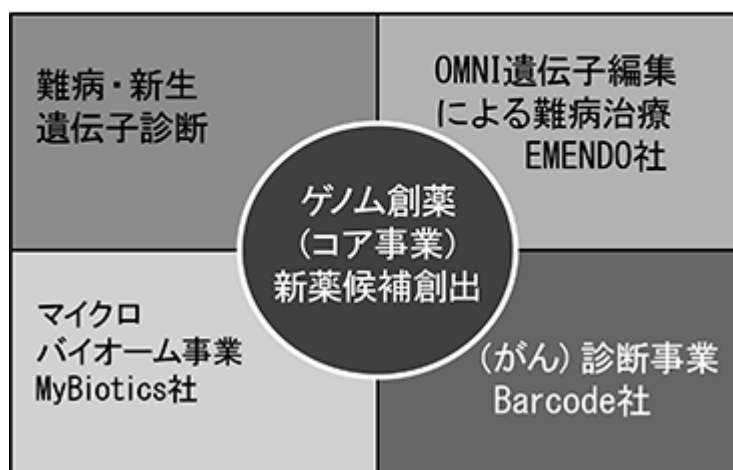 難病・新生
遺伝子診断
OMNI遺伝子編集
による難病治療
EMENDO社
ゲノム創薬
(コア事業)
新薬候補創出
マイクロ
バイオーム事業
MyBiotics社
(がん) 診断事業
Barcode社